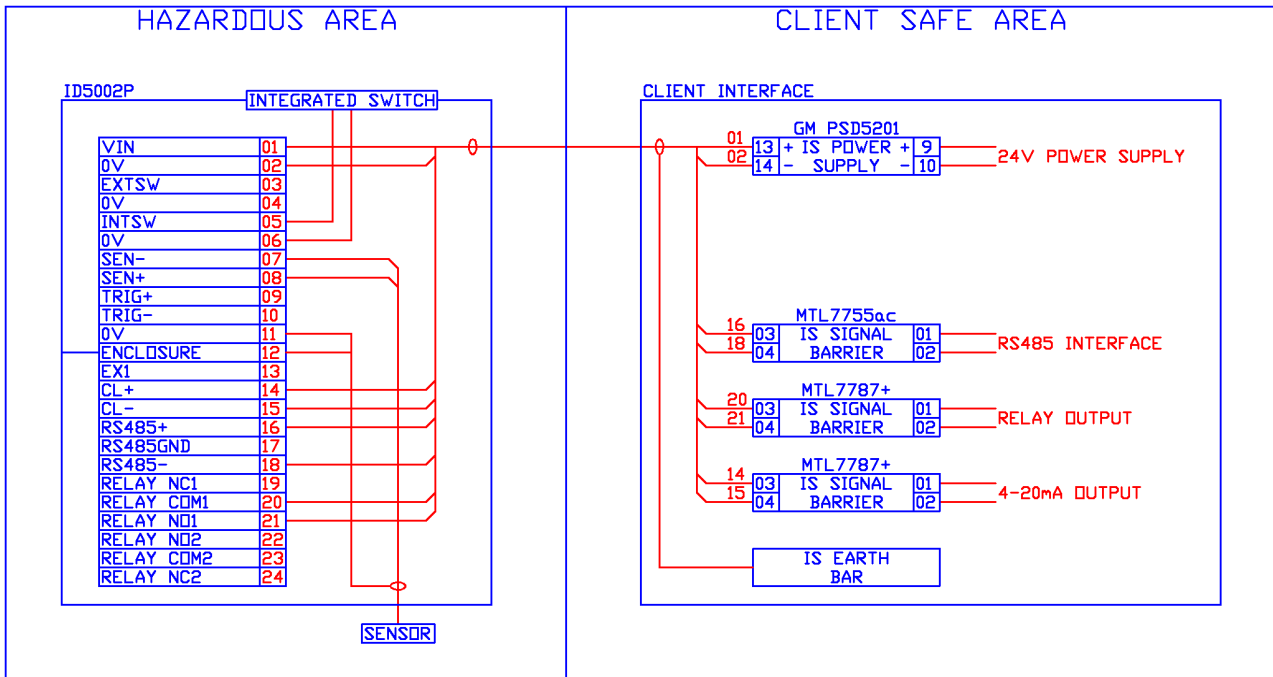 HAZARDOUS AREA
CLIENT SAFE AREA
ID5002P
INTEGRATED SWITCH
VIN 01
0V 02
EXTSW 03
0V 04
INTSW 05
0V 06
SEN- 07
SEN+ 08
TRIG+ 09
TRIG- 10
0V 11
ENCLOSURE 12
EX1 13
CL+ 14
CL- 15
RS485+ 16
RS485GND 17
RS485- 18
RELAY NC1 19
RELAY COM1 20
RELAY NO1 21
RELAY NO2 22
RELAY COM2 23
RELAY NC2 24
SENSOR
CLIENT INTERFACE
GM PSD5201
01 13 + IS POWER + 9
02 14 - SUPPLY - 10
24V POWER SUPPLY
MTL7755ac
16 03 IS SIGNAL 01
18 04 BARRIER 02
RS485 INTERFACE
MTL7787+
20 03 IS SIGNAL 01
21 04 BARRIER 02
RELAY OUTPUT
MTL7787+
14 03 IS SIGNAL 01
15 04 BARRIER 02
4-20mA OUTPUT
IS EARTH
BAR